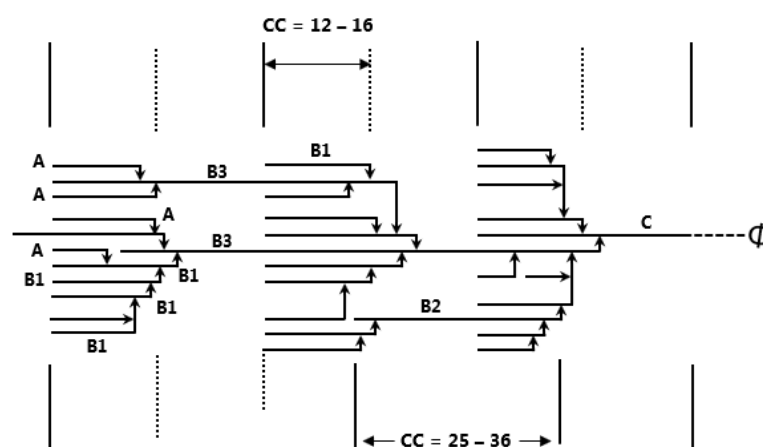 CC = 12 – 16
B1
A
B3
A
A
B3
A
B1
B1
B1
B1
B2
C
CC = 25 – 36